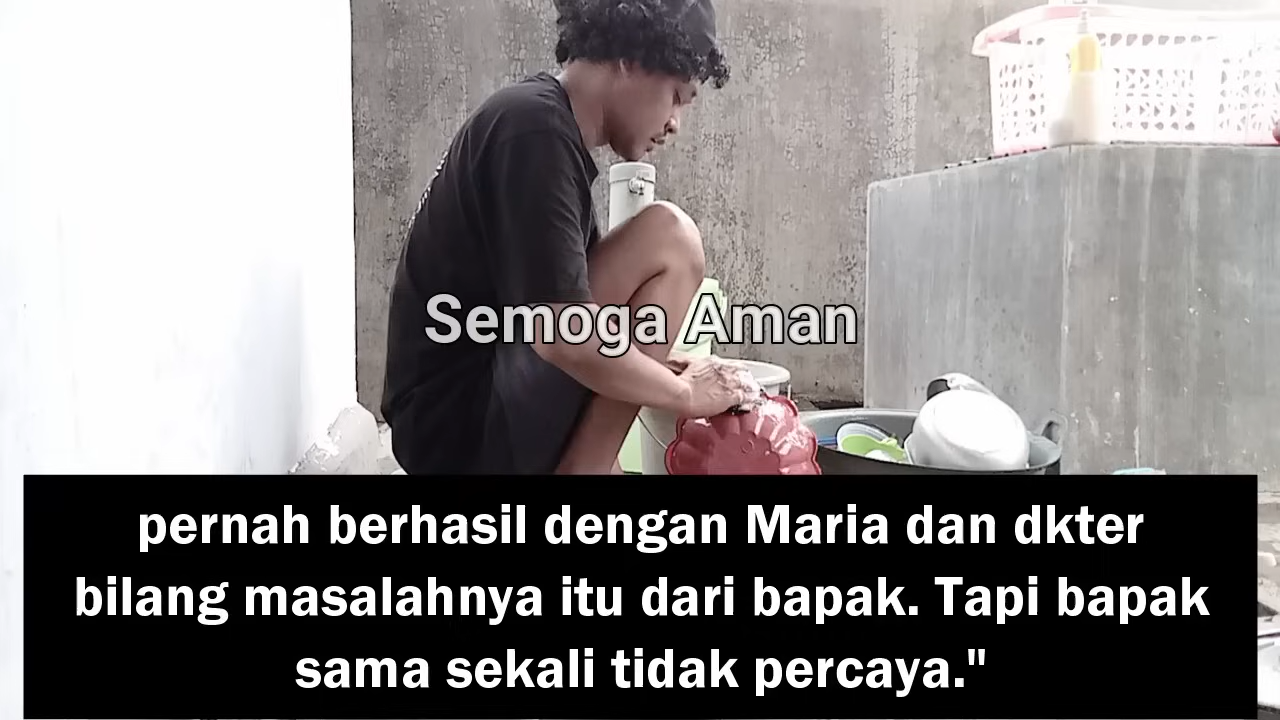 Semoga Aman
pernah berhasil dengan Maria dan dkter
bilang masalahnya itu dari bapak. Tapi bapak
sama sekali tidak percaya."